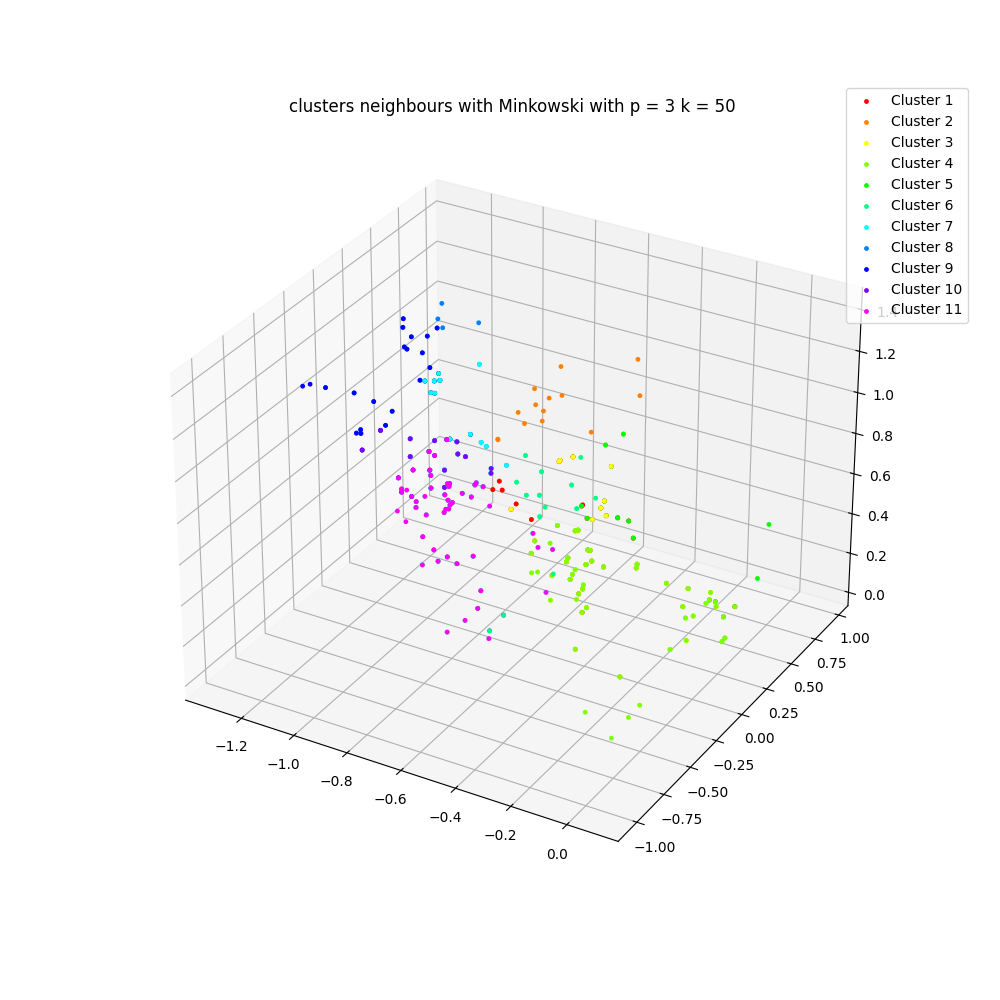 clusters neighbours with Minkowski with p = 3 k = 50
Cluster 1
Cluster 2
Cluster 3
Cluster 4
Cluster 5
Cluster 6
Cluster 7
Cluster 8
Cluster 9
Cluster 10
Cluster 11
1.4
1.2
1.0
0.8
0.6
0.4
0.2
0.0
1.00
0.75
0.50
0.25
0.00
−0.25
−0.50
−0.75
−1.00
−1.2
−1.0
−0.8
−0.6
−0.4
−0.2
0.0